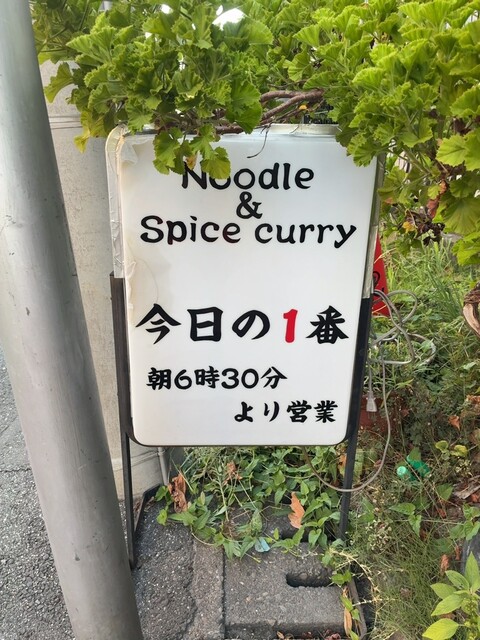 Noodle
&
Spice curry
今日の1番
朝6時30分
より営業